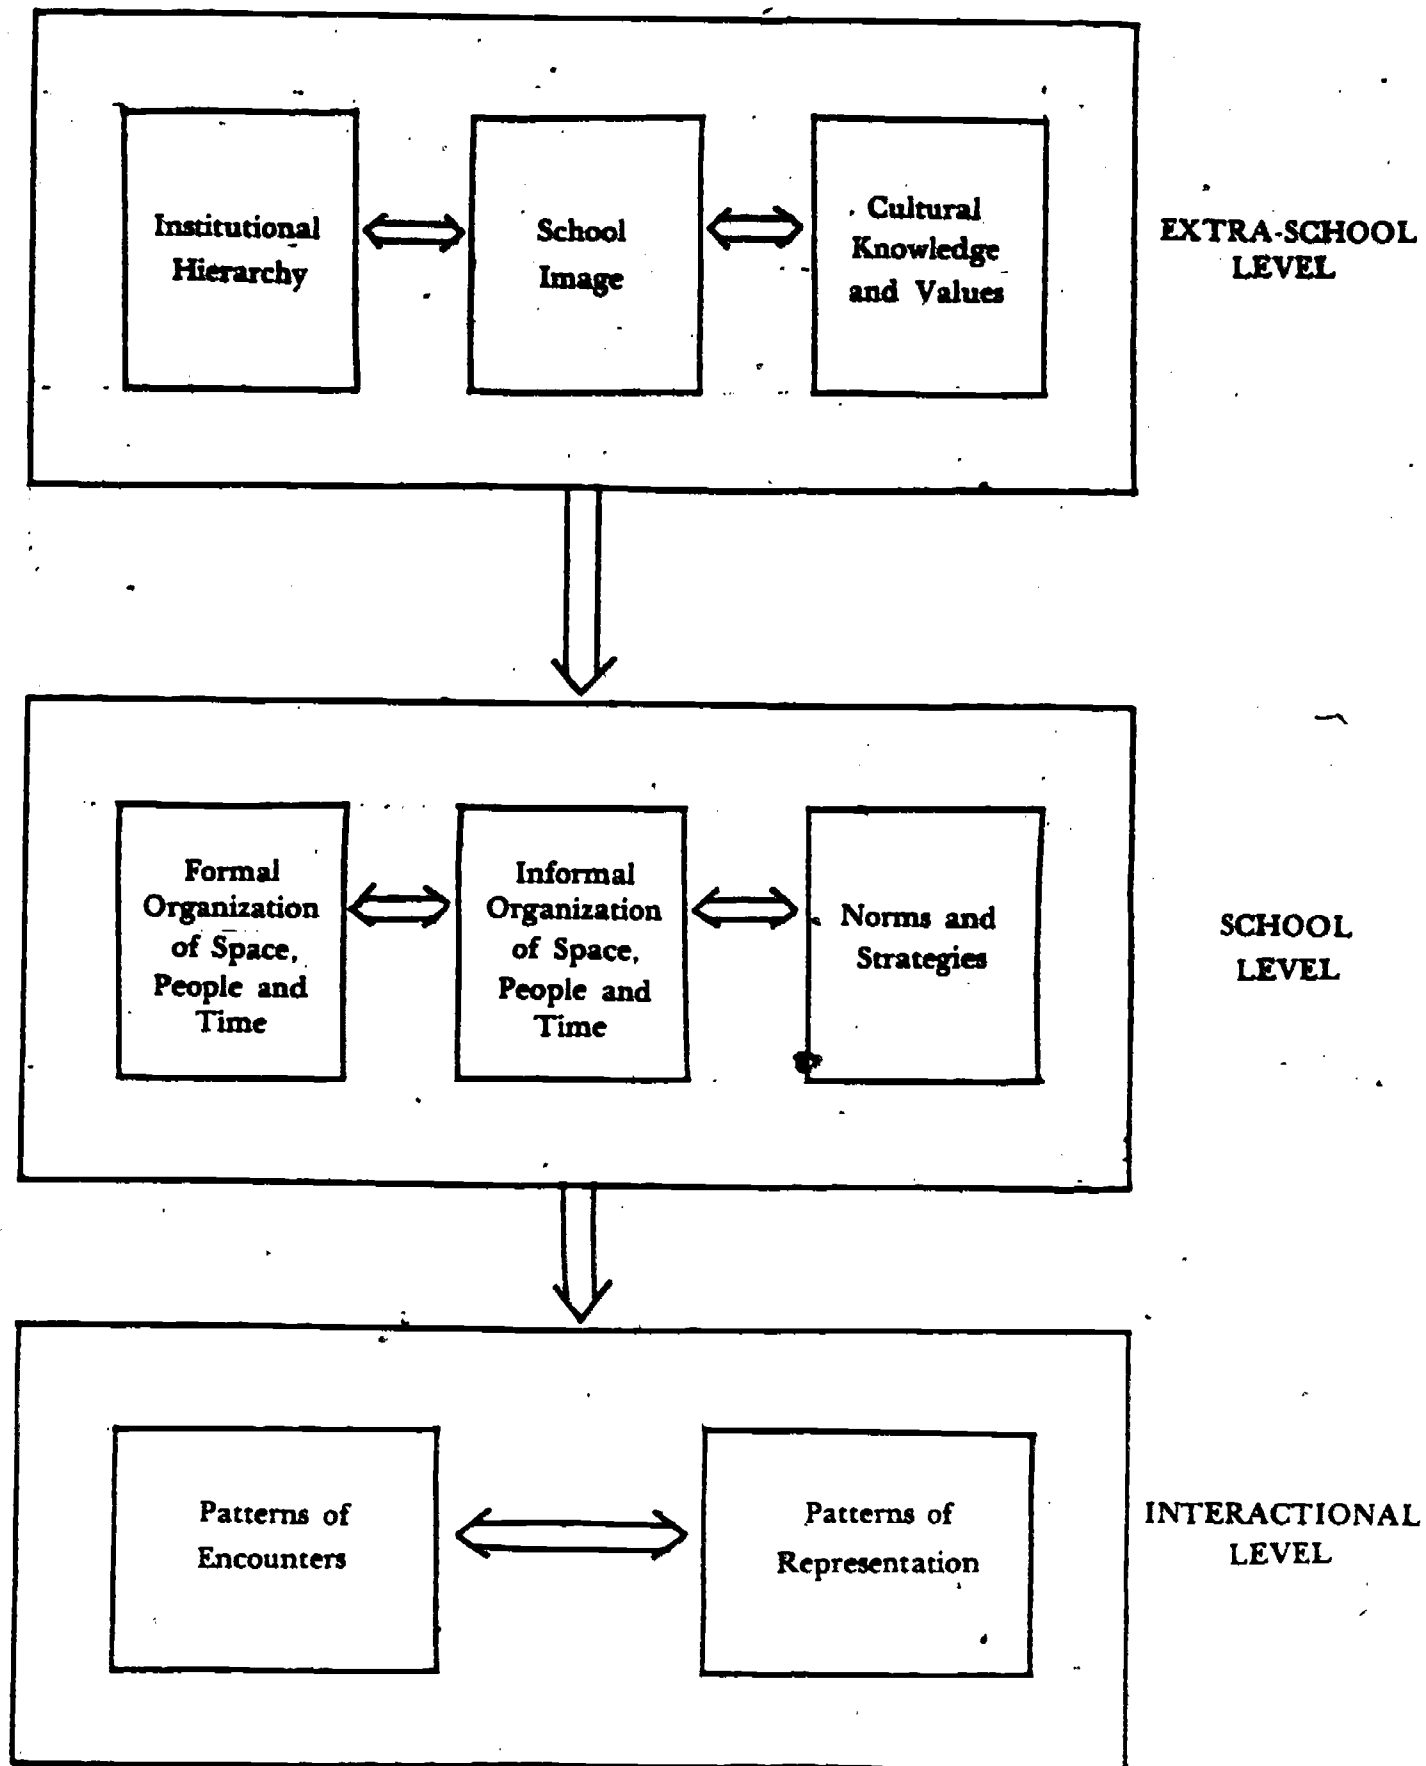 Institutional
Hierarchy
School
Image
Cultural
Knowledge
and Values
EXTRA-SCHOOL
LEVEL
Formal
Organization
of Space,
People and
Time
Informal
Organization
of Space,
People and
Time
Norms and
Strategies
SCHOOL
LEVEL
Patterns of
Encounters
Patterns of
Representation
INTERACTIONAL
LEVEL